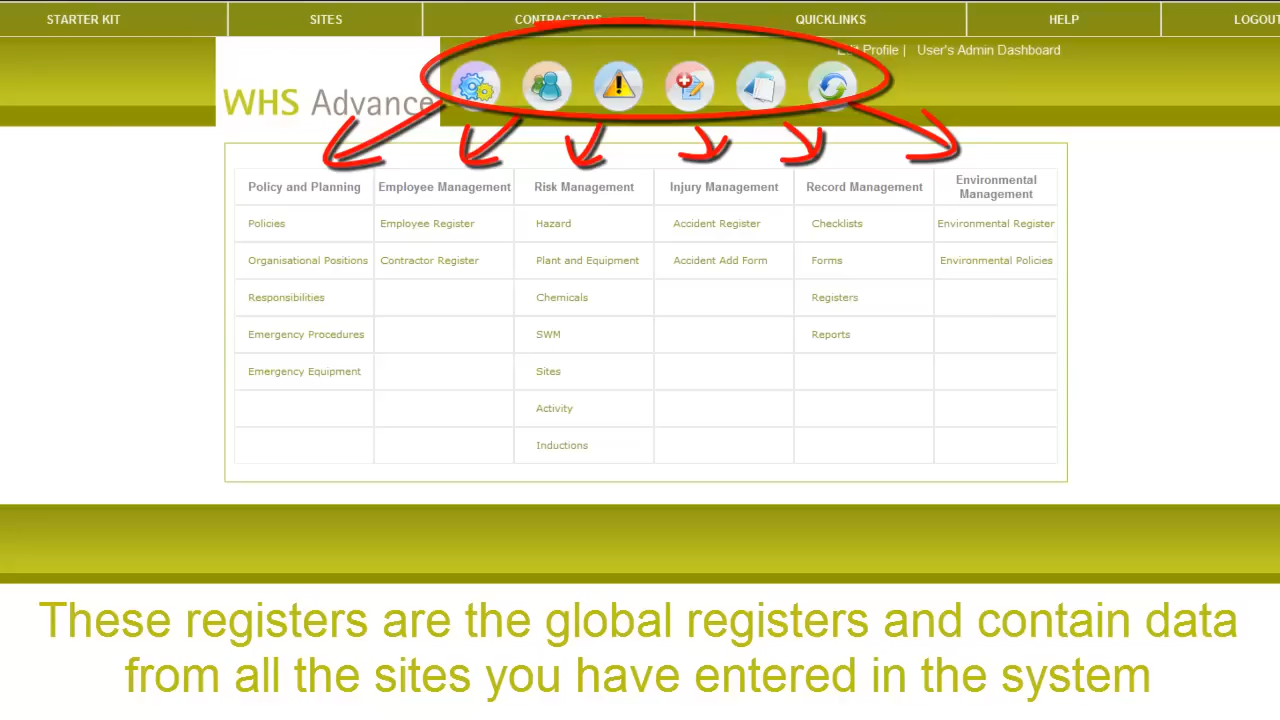 STARTER KIT SITES CONTRACTORS QUICKLINKS HELP LOGOUT
Edit Profile | User's Admin Dashboard
WHS Advance
Policy and Planning Employee Management Risk Management Injury Management Record Management Environmental Management
Policies Employee Register Hazard Accident Register Checklists Environmental Register
Organisational Positions Contractor Register Plant and Equipment Accident Add Form Forms Environmental Policies
Responsibilities Chemicals Registers
Emergency Procedures SWM Reports
Emergency Equipment Sites
Activity
Inductions
These registers are the global registers and contain data
from all the sites you have entered in the system